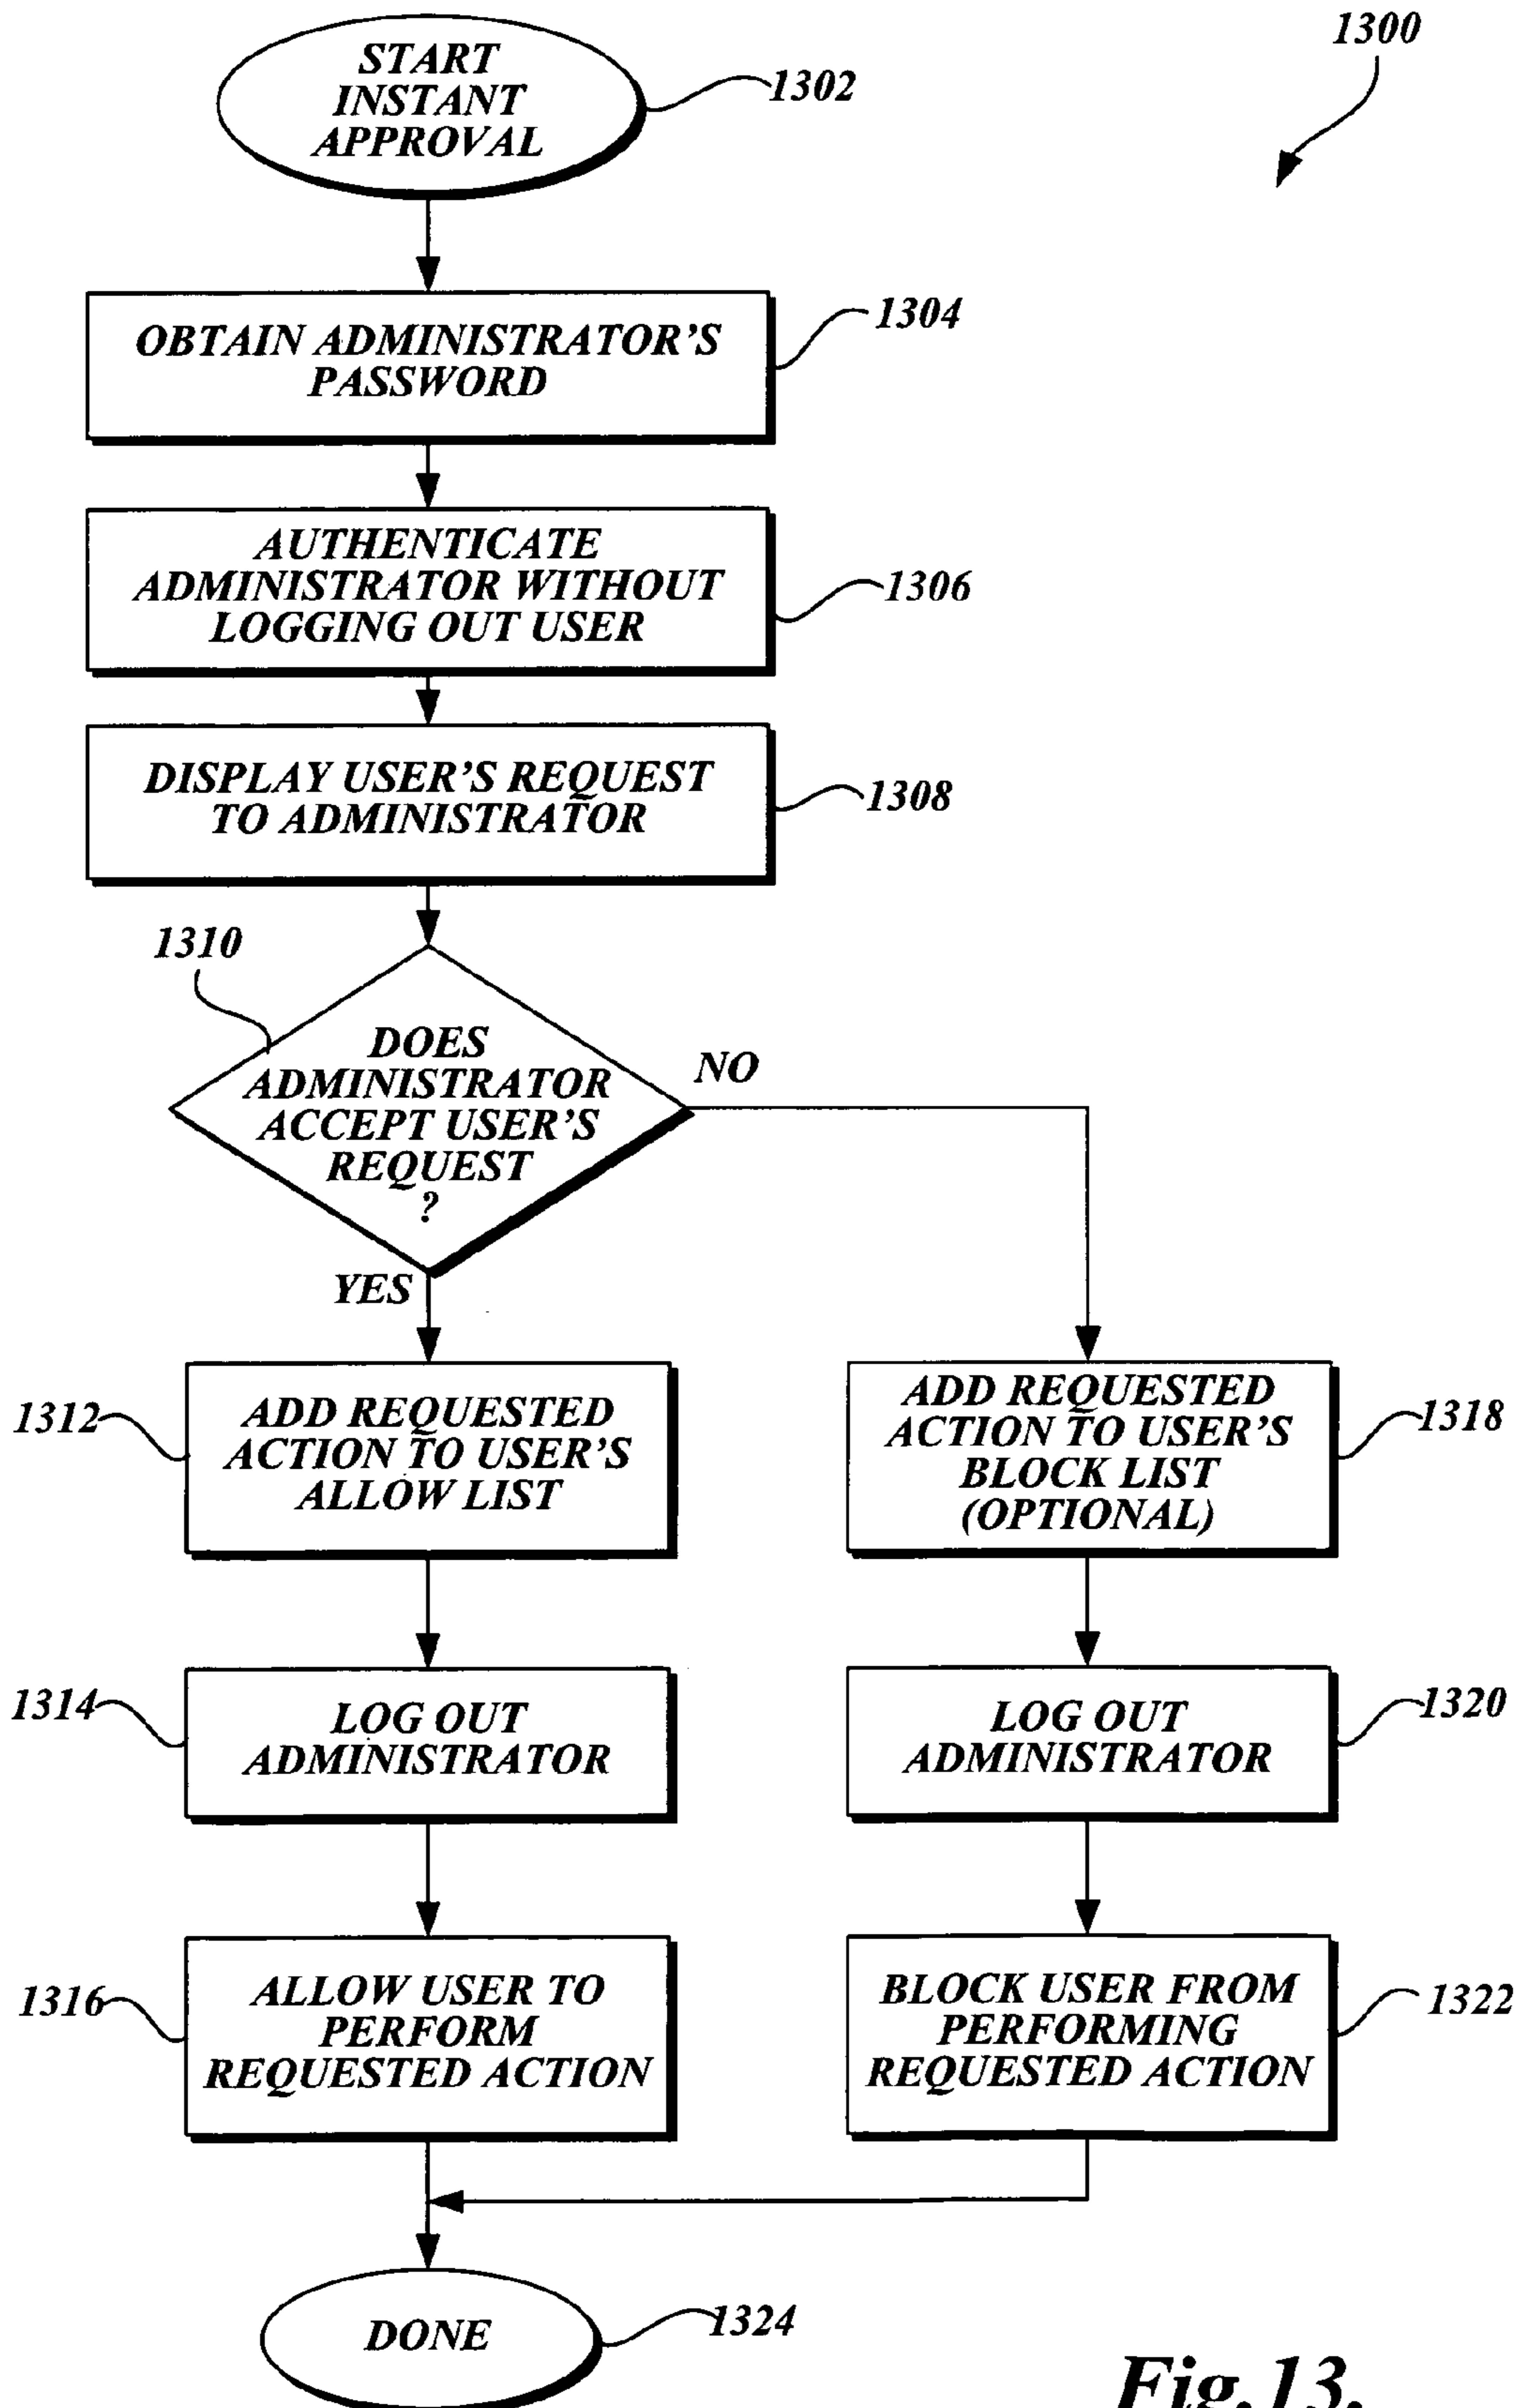 1300
START
INSTANT
APPROVAL
1302
OBTAIN ADMINISTRATOR'S
PASSWORD
1304
AUTHENTICATE
ADMINISTRATOR WITHOUT
LOGGING OUT USER
1306
DISPLAY USER'S REQUEST
TO ADMINISTRATOR
1308
1310
DOES
ADMINISTRATOR
ACCEPT USER'S
REQUEST
?
NO
YES
1312
ADD REQUESTED
ACTION TO USER'S
ALLOW LIST
ADD REQUESTED
ACTION TO USER'S
BLOCK LIST
(OPTIONAL)
1318
1314
LOG OUT
ADMINISTRATOR
LOG OUT
ADMINISTRATOR
1320
1316
ALLOW USER TO
PERFORM
REQUESTED ACTION
BLOCK USER FROM
PERFORMING
REQUESTED ACTION
1322
DONE
1324
Fig.13.